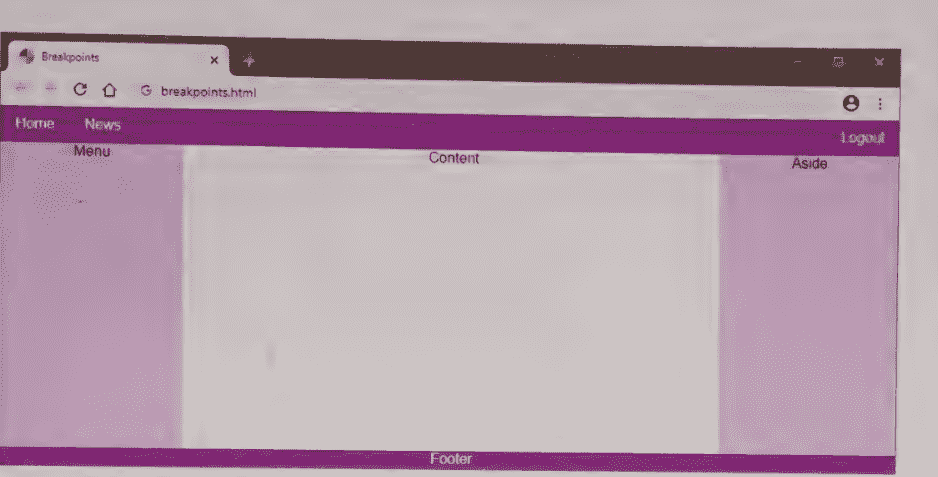 Breakpoints
breakpoints.html
Home News Logout
Menu Content Aside
Footer